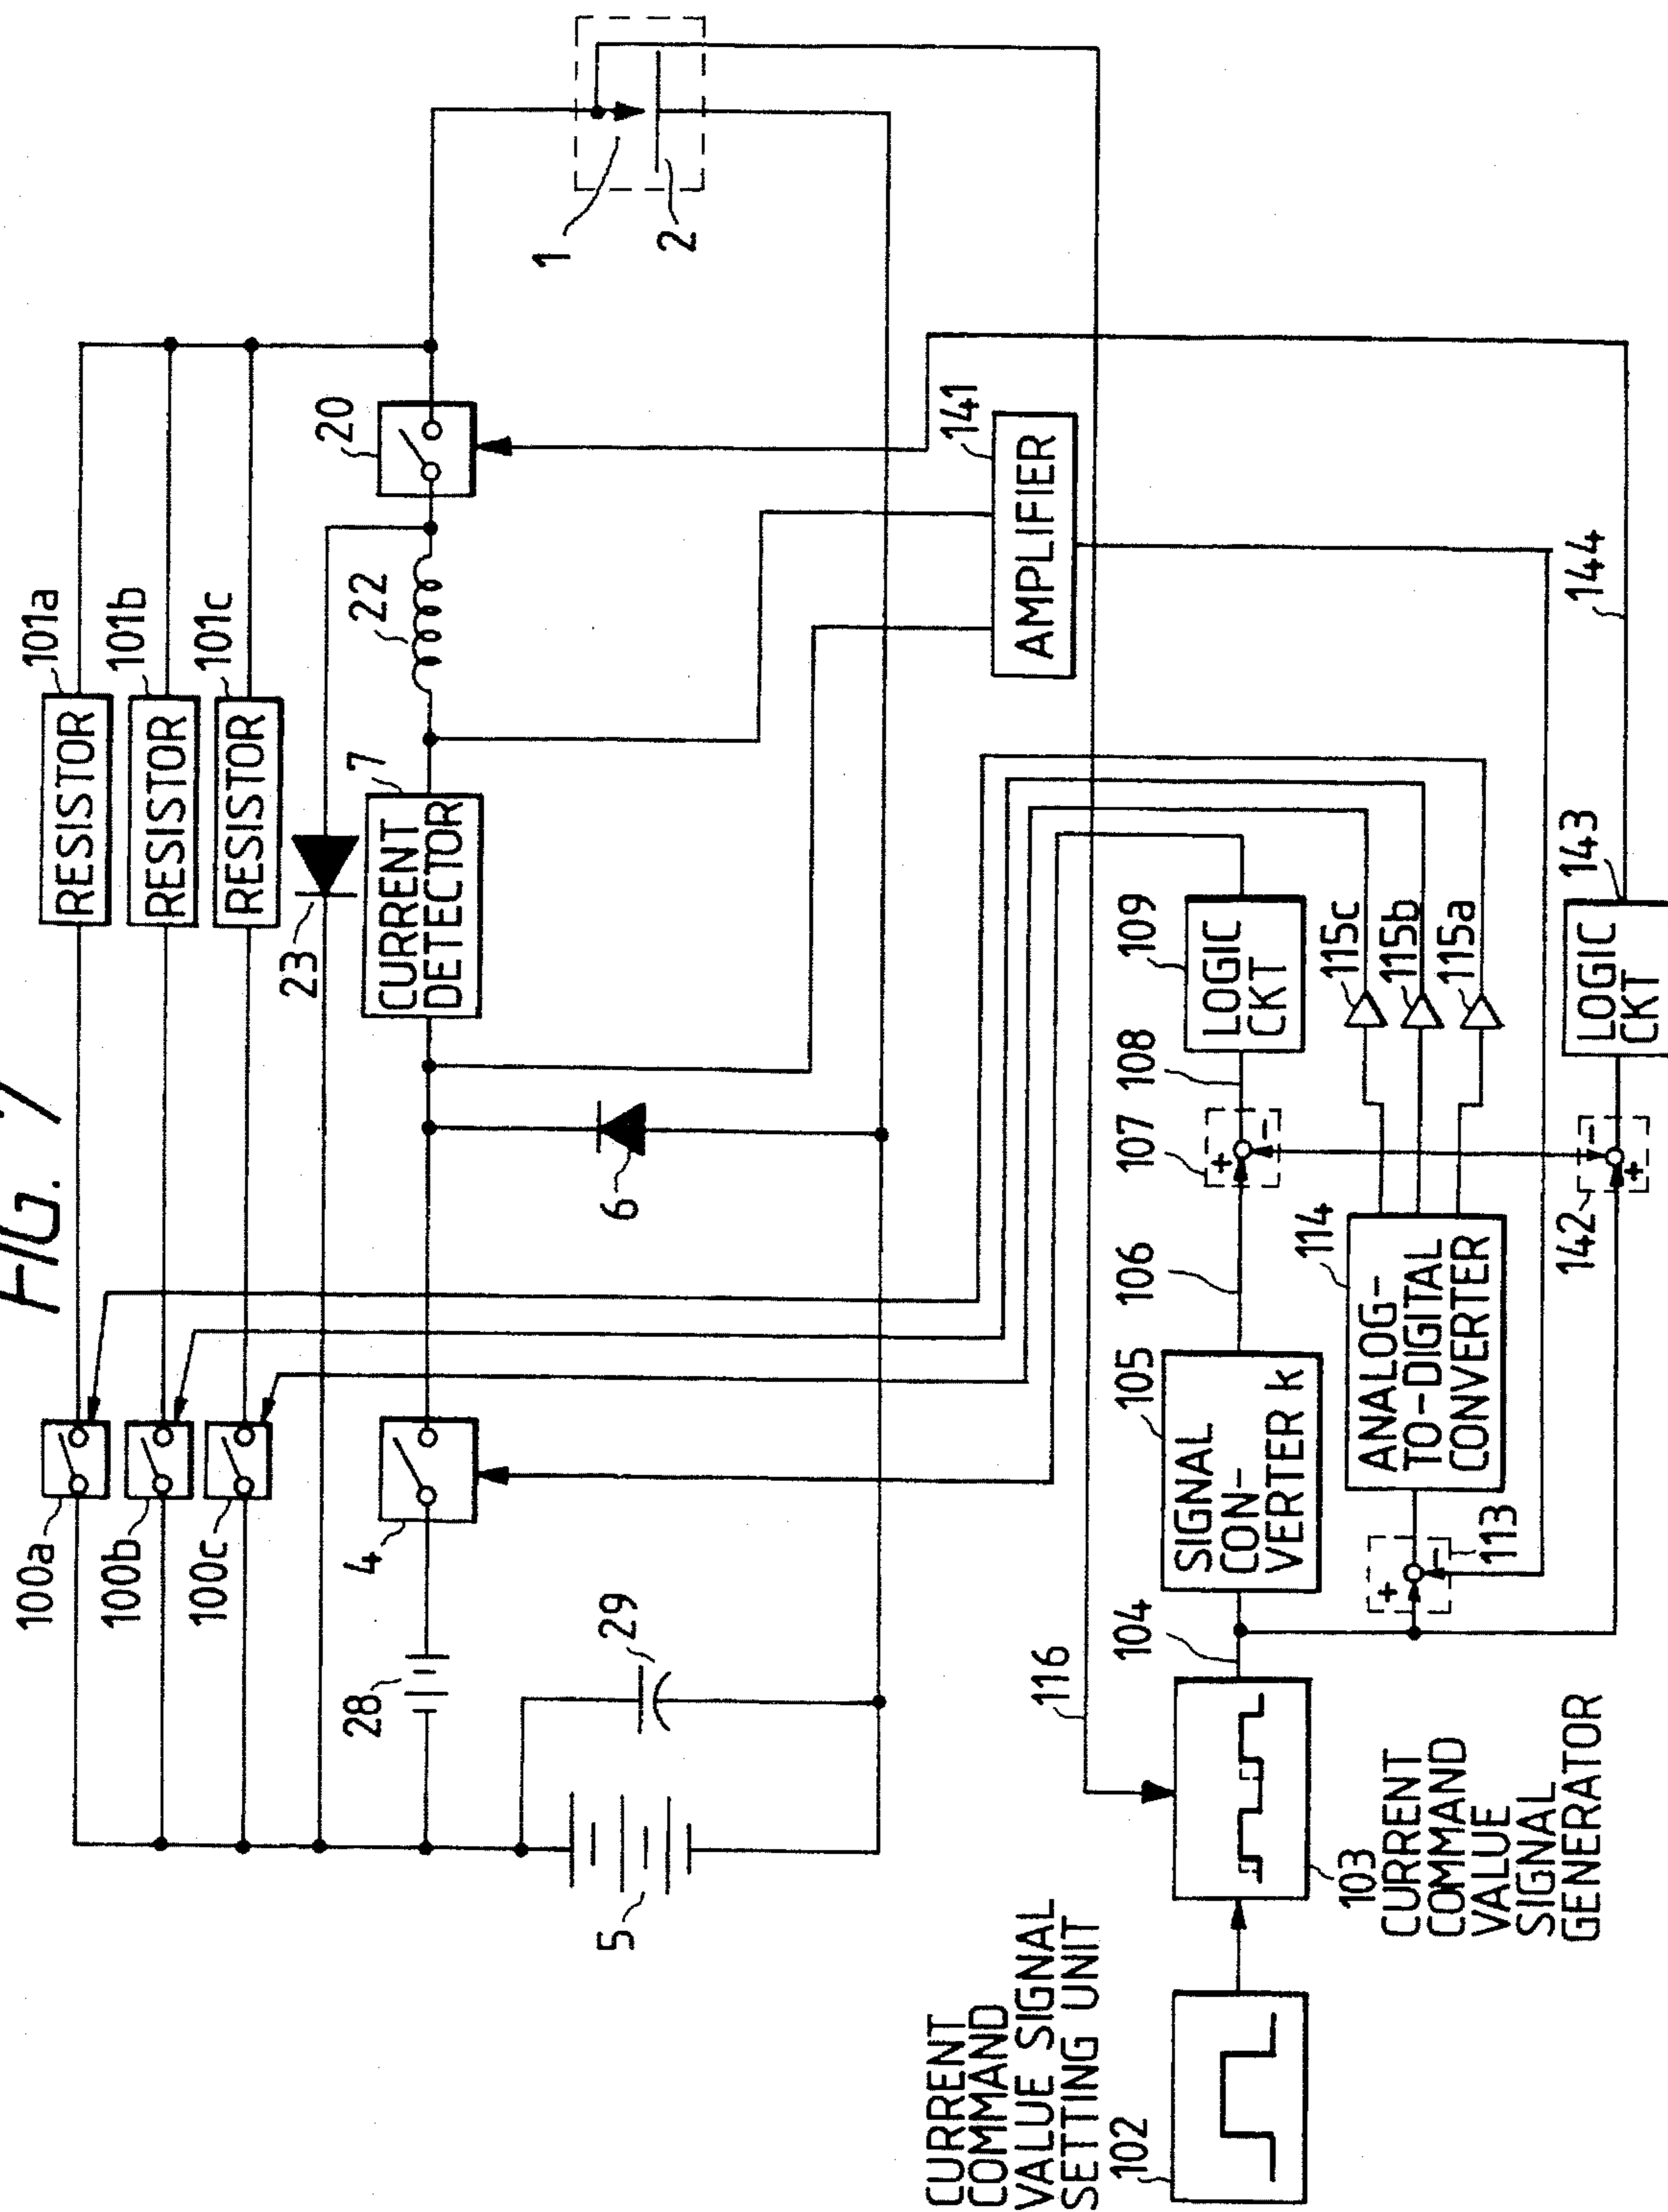 FIG. 7
100a
100b
100c
RESISTOR
101a
RESISTOR
101b
RESISTOR
101c
23
CURRENT
DETECTOR
7
22
20
4
28
29
5
6
1
2
AMPLIFIER
141
116
CURRENT
COMMAND
VALUE SIGNAL
SETTING UNIT
102
103
CURRENT
COMMAND
VALUE
SIGNAL
GENERATOR
104
SIGNAL
CON-
VERTER k
105
106
107
+
-
108
LOGIC
CKT
109
+
-
113
ANALOG-
TO-DIGITAL
CONVERTER
114
115c
115b
115a
142
-
+
LOGIC
CKT
143
144